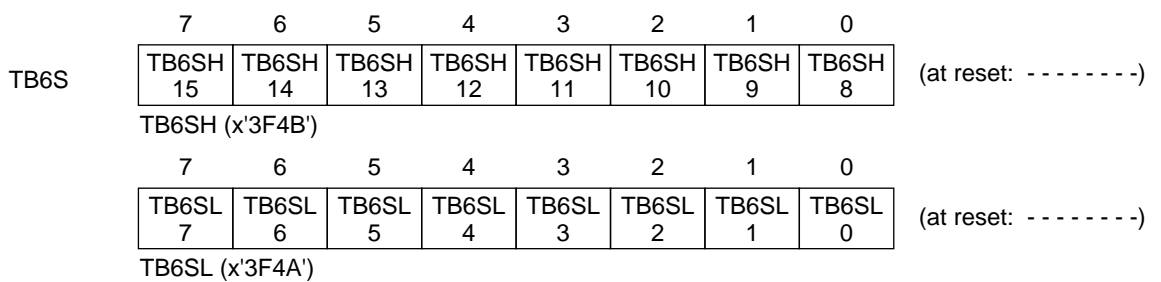 7 6 5 4 3 2 1 0
TB6S TB6SH 15 TB6SH 14 TB6SH 13 TB6SH 12 TB6SH 11 TB6SH 10 TB6SH 9 TB6SH 8 (at reset: - - - - - - - -)
TB6SH (x'3F4B')
7 6 5 4 3 2 1 0
TB6SL 7 TB6SL 6 TB6SL 5 TB6SL 4 TB6SL 3 TB6SL 2 TB6SL 1 TB6SL 0 (at reset: - - - - - - - -)
TB6SL (x'3F4A')